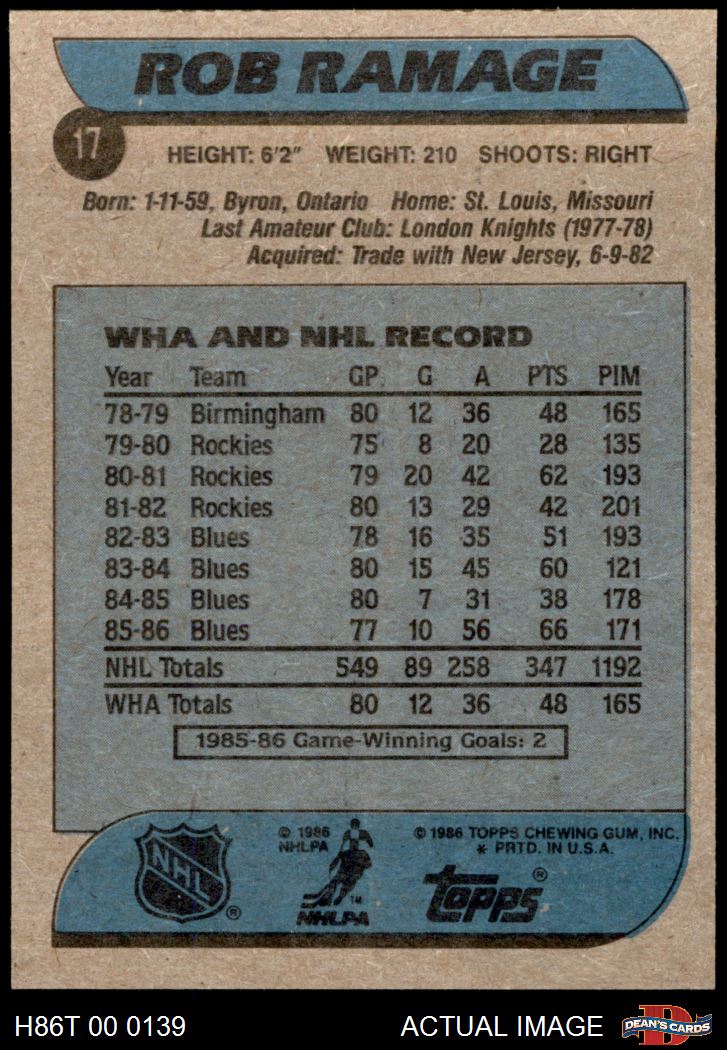 ROB RAMAGE
17
HEIGHT: 6'2" WEIGHT: 210 SHOOTS: RIGHT
Born: 1-11-59, Byron, Ontario Home: St. Louis, Missouri
Last Amateur Club: London Knights (1977-78)
Acquired: Trade with New Jersey, 6-9-82
WHA AND NHL RECORD
Year Team GP G A PTS PIM
78-79 Birmingham 80 12 36 48 165
79-80 Rockies 75 8 20 28 135
80-81 Rockies 79 20 42 62 193
81-82 Rockies 80 13 29 42 201
82-83 Blues 78 16 35 51 193
83-84 Blues 80 15 45 60 121
84-85 Blues 80 7 31 38 178
85-86 Blues 77 10 56 66 171
NHL Totals 549 89 258 347 1192
WHA Totals 80 12 36 48 165
1985-86 Game-Winning Goals: 2
NHL ®
© 1986
NHLPA
TM
NHLPA
© 1986 TOPPS CHEWING GUM, INC.
* PRTD. IN U.S.A.
topps ®
H86T 00 0139 ACTUAL IMAGE
D
DEAN'S CARDS